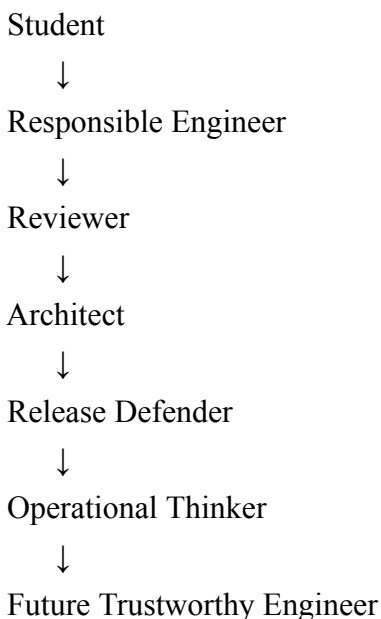 Student
↓
Responsible Engineer
↓
Reviewer
↓
Architect
↓
Release Defender
↓
Operational Thinker
↓
Future Trustworthy Engineer